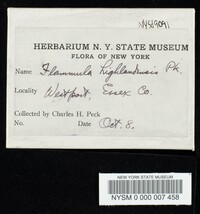 NYSf9091
HERBARIUM N. Y. STATE MUSEUM
FLORA OF NEW YORK
Name: Flammula highlandensis Pk.
Locality Westport, Essex Co.
Collected by Charles H. Peck
No. Date Oct. 8.
NEW YORK STATE MUSEUM
NYSM 0 000 007 458